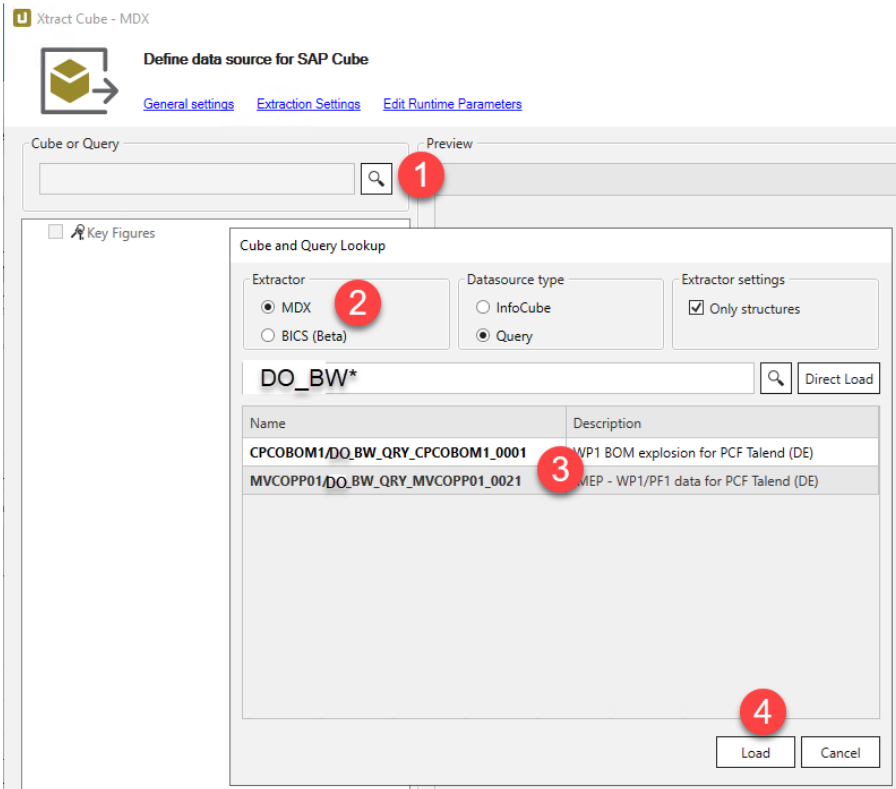 Xtract Cube - MDX
Define data source for SAP Cube
General settings Extraction Settings Edit Runtime Parameters
Cube or Query
Preview
1
Key Figures
Cube and Query Lookup
Extractor
Datasource type
Extractor settings
MDX
2
InfoCube
Only structures
BICS (Beta)
Query
DO_BW*
Direct Load
Name Description
CPCOBOM1/DO_BW_QRY_CPCOBOM1_0001 WP1 BOM explosion for PCF Talend (DE)
3
MVCOPP01/DO_BW_QRY_MVCOPP01_0021 MEP - WP1/PF1 data for PCF Talend (DE)
4
Load Cancel